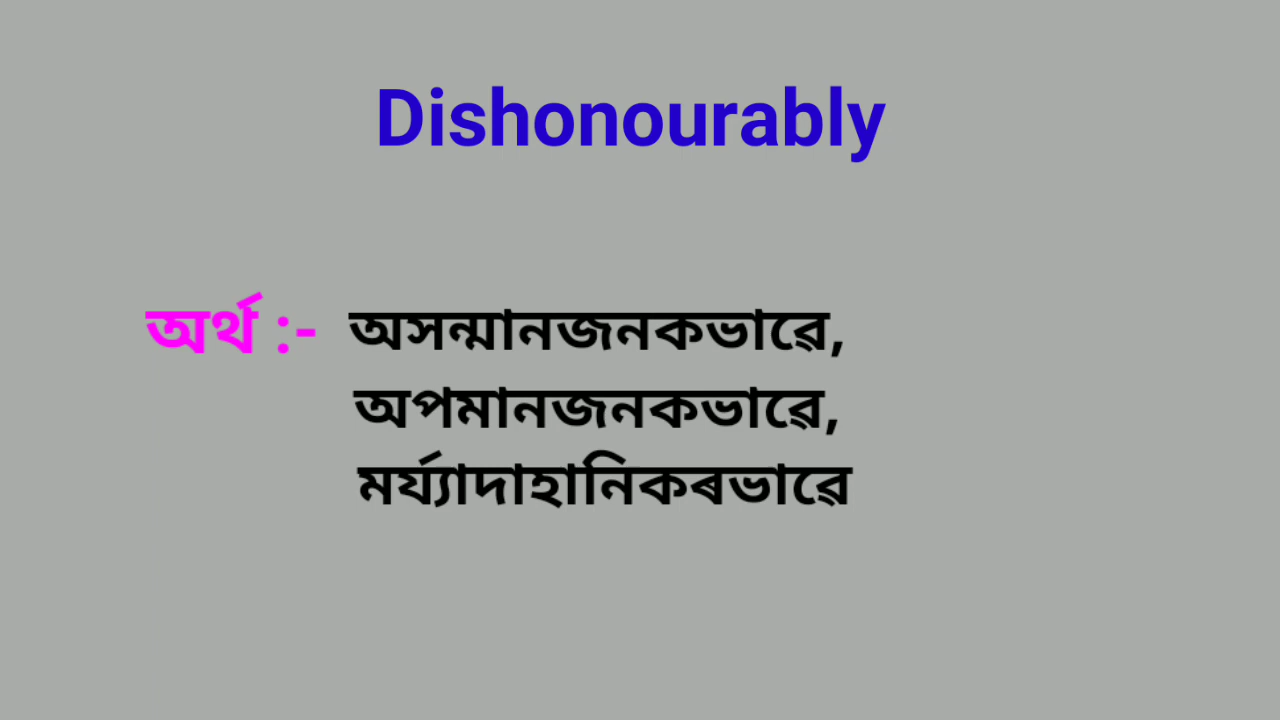 Dishonourably
অৰ্থ :- অসন্মানজনকভাৱে,
অপমানজনকভাৱে,
মৰ্য্যাদাহানিকৰভাৱে